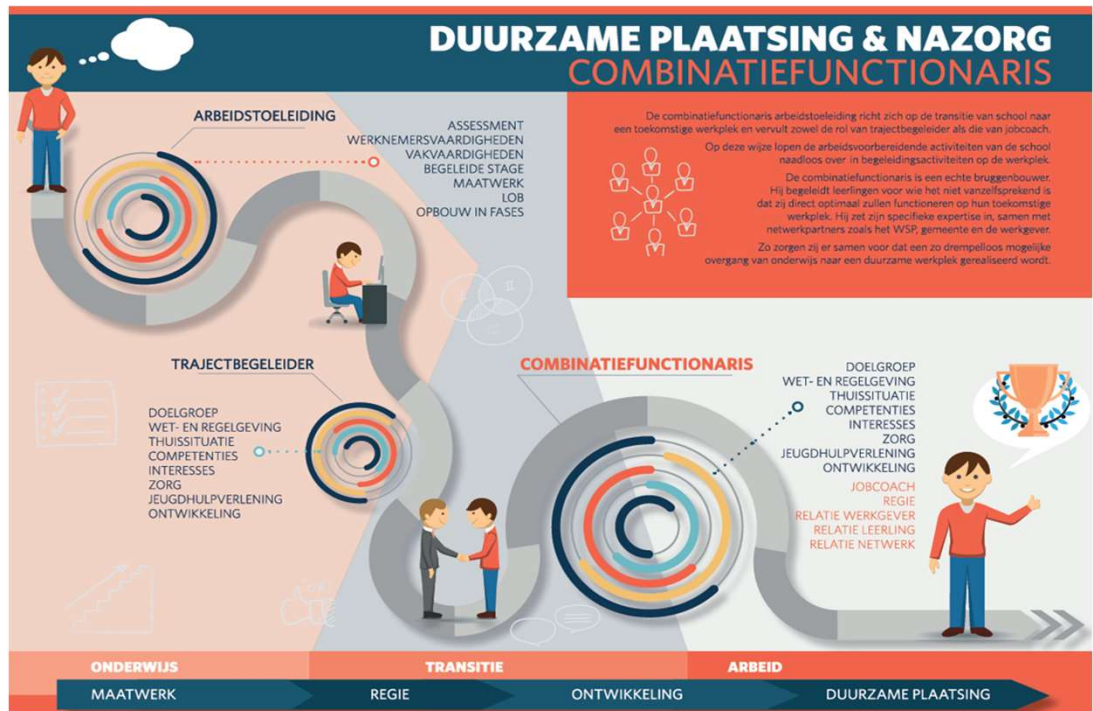 DUURZAME PLAATSING & NAZORG
COMBINATIEFUNCTIONARIS
De combinatiefunctionaris arbeidstoeleiding richt zich op de transitie van school naar
een toekomstige werkplek en vervult zowel de rol van trajectbegeleider als die van jobcoach.
Op deze wijze lopen de arbeidsvoorbereidende activiteiten van de school
naadloos over in begeleidingsactiviteiten op de werkplek.
De combinatiefunctionaris is een echte bruggenbouwer.
Hij begeleidt leerlingen voor wie het niet vanzelfsprekend is
dat zij direct optimaal zullen functioneren op hun toekomstige
werkplek. Hij zet zijn specifieke expertise in, samen met
netwerkpartners zoals het WSP, gemeente en de werkgever.
Zo zorgen zij er samen voor dat een zo drempelloos mogelijke
overgang van onderwijs naar een duurzame werkplek gerealiseerd wordt.
ARBEIDSTOELEIDING
ASSESSMENT
WERKNEMERSVAARDIGHEDEN
VAKVAARDIGHEDEN
BEGELEIDE STAGE
MAATWERK
LOB
OPBOUW IN FASES
TRAJECTBEGELEIDER
DOELGROEP
WET- EN REGELGEVING
THUISSITUATIE
COMPETENTIES
INTERESSES
ZORG
JEUGDHULPVERLENING
ONTWIKKELING
COMBINATIEFUNCTIONARIS
DOELGROEP
WET- EN REGELGEVING
THUISSITUATIE
COMPETENTIES
INTERESSES
ZORG
JEUGDHULPVERLENING
ONTWIKKELING
JOBCOACH
REGIE
RELATIE WERKGEVER
RELATIE LEERLING
RELATIE NETWERK
ONDERWIJS
TRANSITIE
ARBEID
MAATWERK
REGIE
ONTWIKKELING
DUURZAME PLAATSING